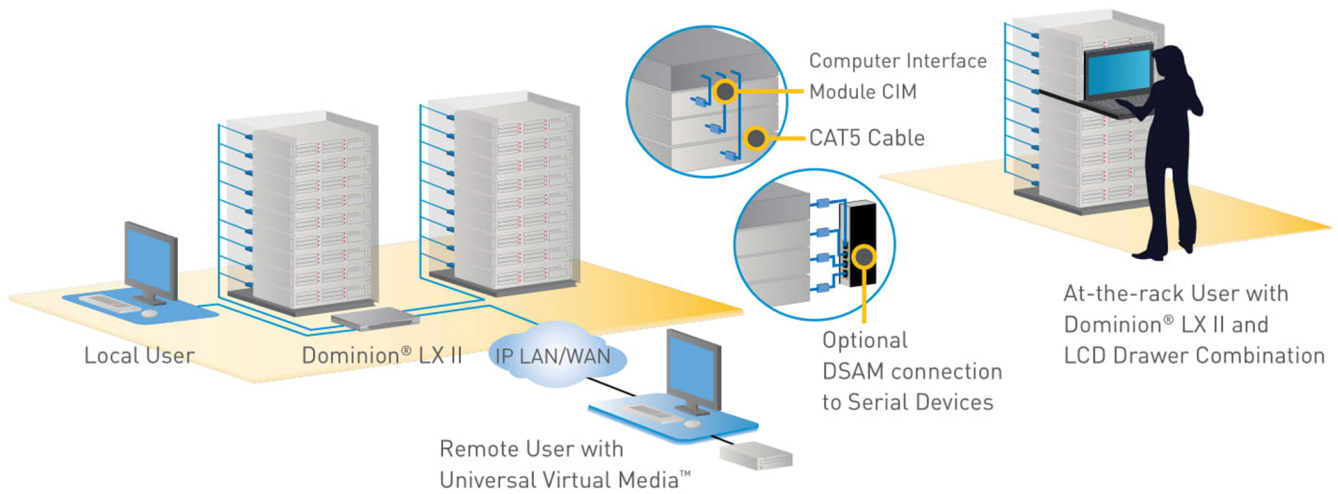 Computer Interface
Module CIM
CAT5 Cable
Local User
Dominion® LX II
IP LAN/WAN
Optional
DSAM connection
to Serial Devices
At-the-rack User with
Dominion® LX II and
LCD Drawer Combination
Remote User with
Universal Virtual Media™